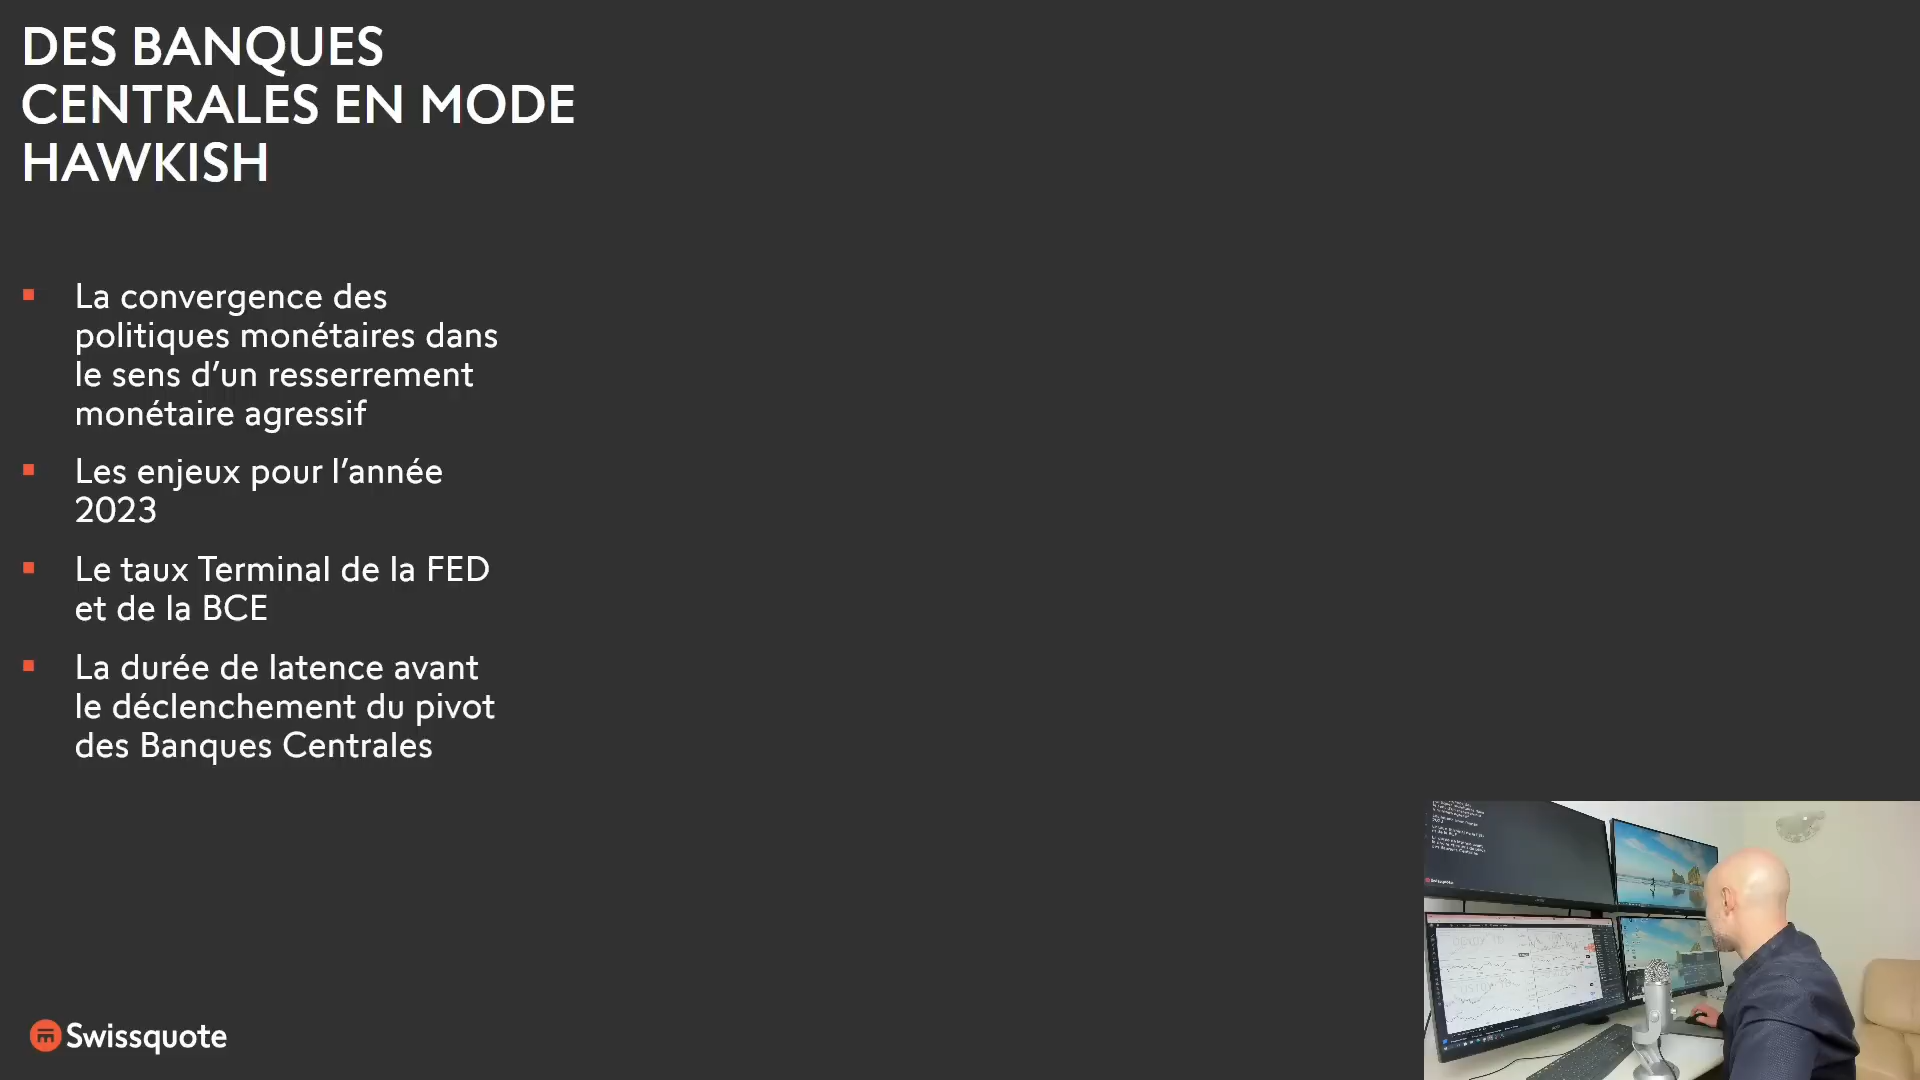 DES BANQUES
CENTRALES EN MODE
HAWKISH
La convergence des
politiques monétaires dans
le sens d’un resserrement
monétaire agressif
Les enjeux pour l’année
2023
Le taux Terminal de la FED
et de la BCE
La durée de latence avant
le déclenchement du pivot
des Banques Centrales
Swissquote